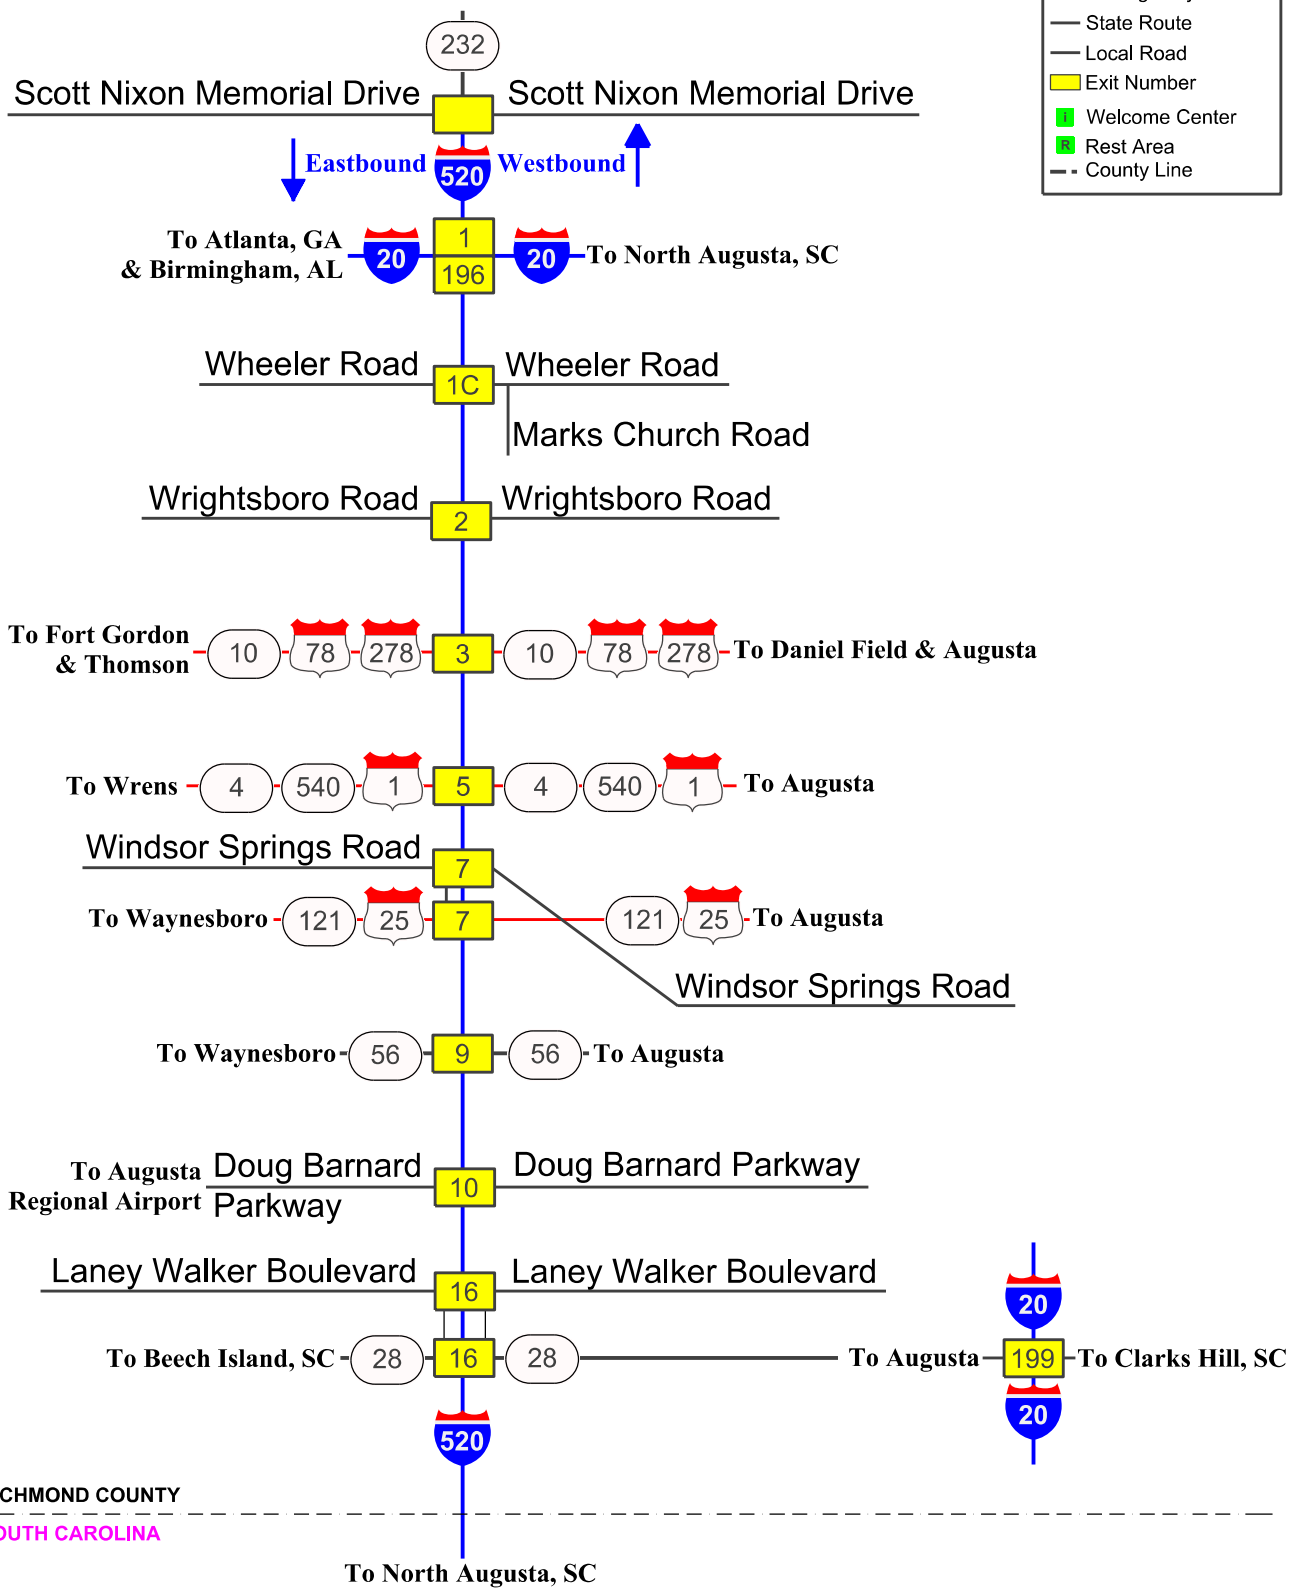 232
State Route
Local Road
Exit Number
i Welcome Center
R Rest Area
County Line
Scott Nixon Memorial Drive Scott Nixon Memorial Drive
Eastbound 520 Westbound
To Atlanta, GA
& Birmingham, AL 20 1 196 20 To North Augusta, SC
Wheeler Road 1C Wheeler Road
Marks Church Road
Wrightsboro Road 2 Wrightsboro Road
To Fort Gordon
& Thomson 10 78 278 3 10 78 278 To Daniel Field & Augusta
To Wrens 4 540 1 5 4 540 1 To Augusta
Windsor Springs Road 7
To Waynesboro 121 25 7 121 25 To Augusta
Windsor Springs Road
To Waynesboro 56 9 56 To Augusta
To Augusta
Regional Airport
Doug Barnard
Parkway
10 Doug Barnard Parkway
Laney Walker Boulevard 16 Laney Walker Boulevard
20
To Beech Island, SC 28 16 28 To Augusta 199 To Clarks Hill, SC
20
520
CHMOND COUNTY
OUTH CAROLINA
To North Augusta, SC